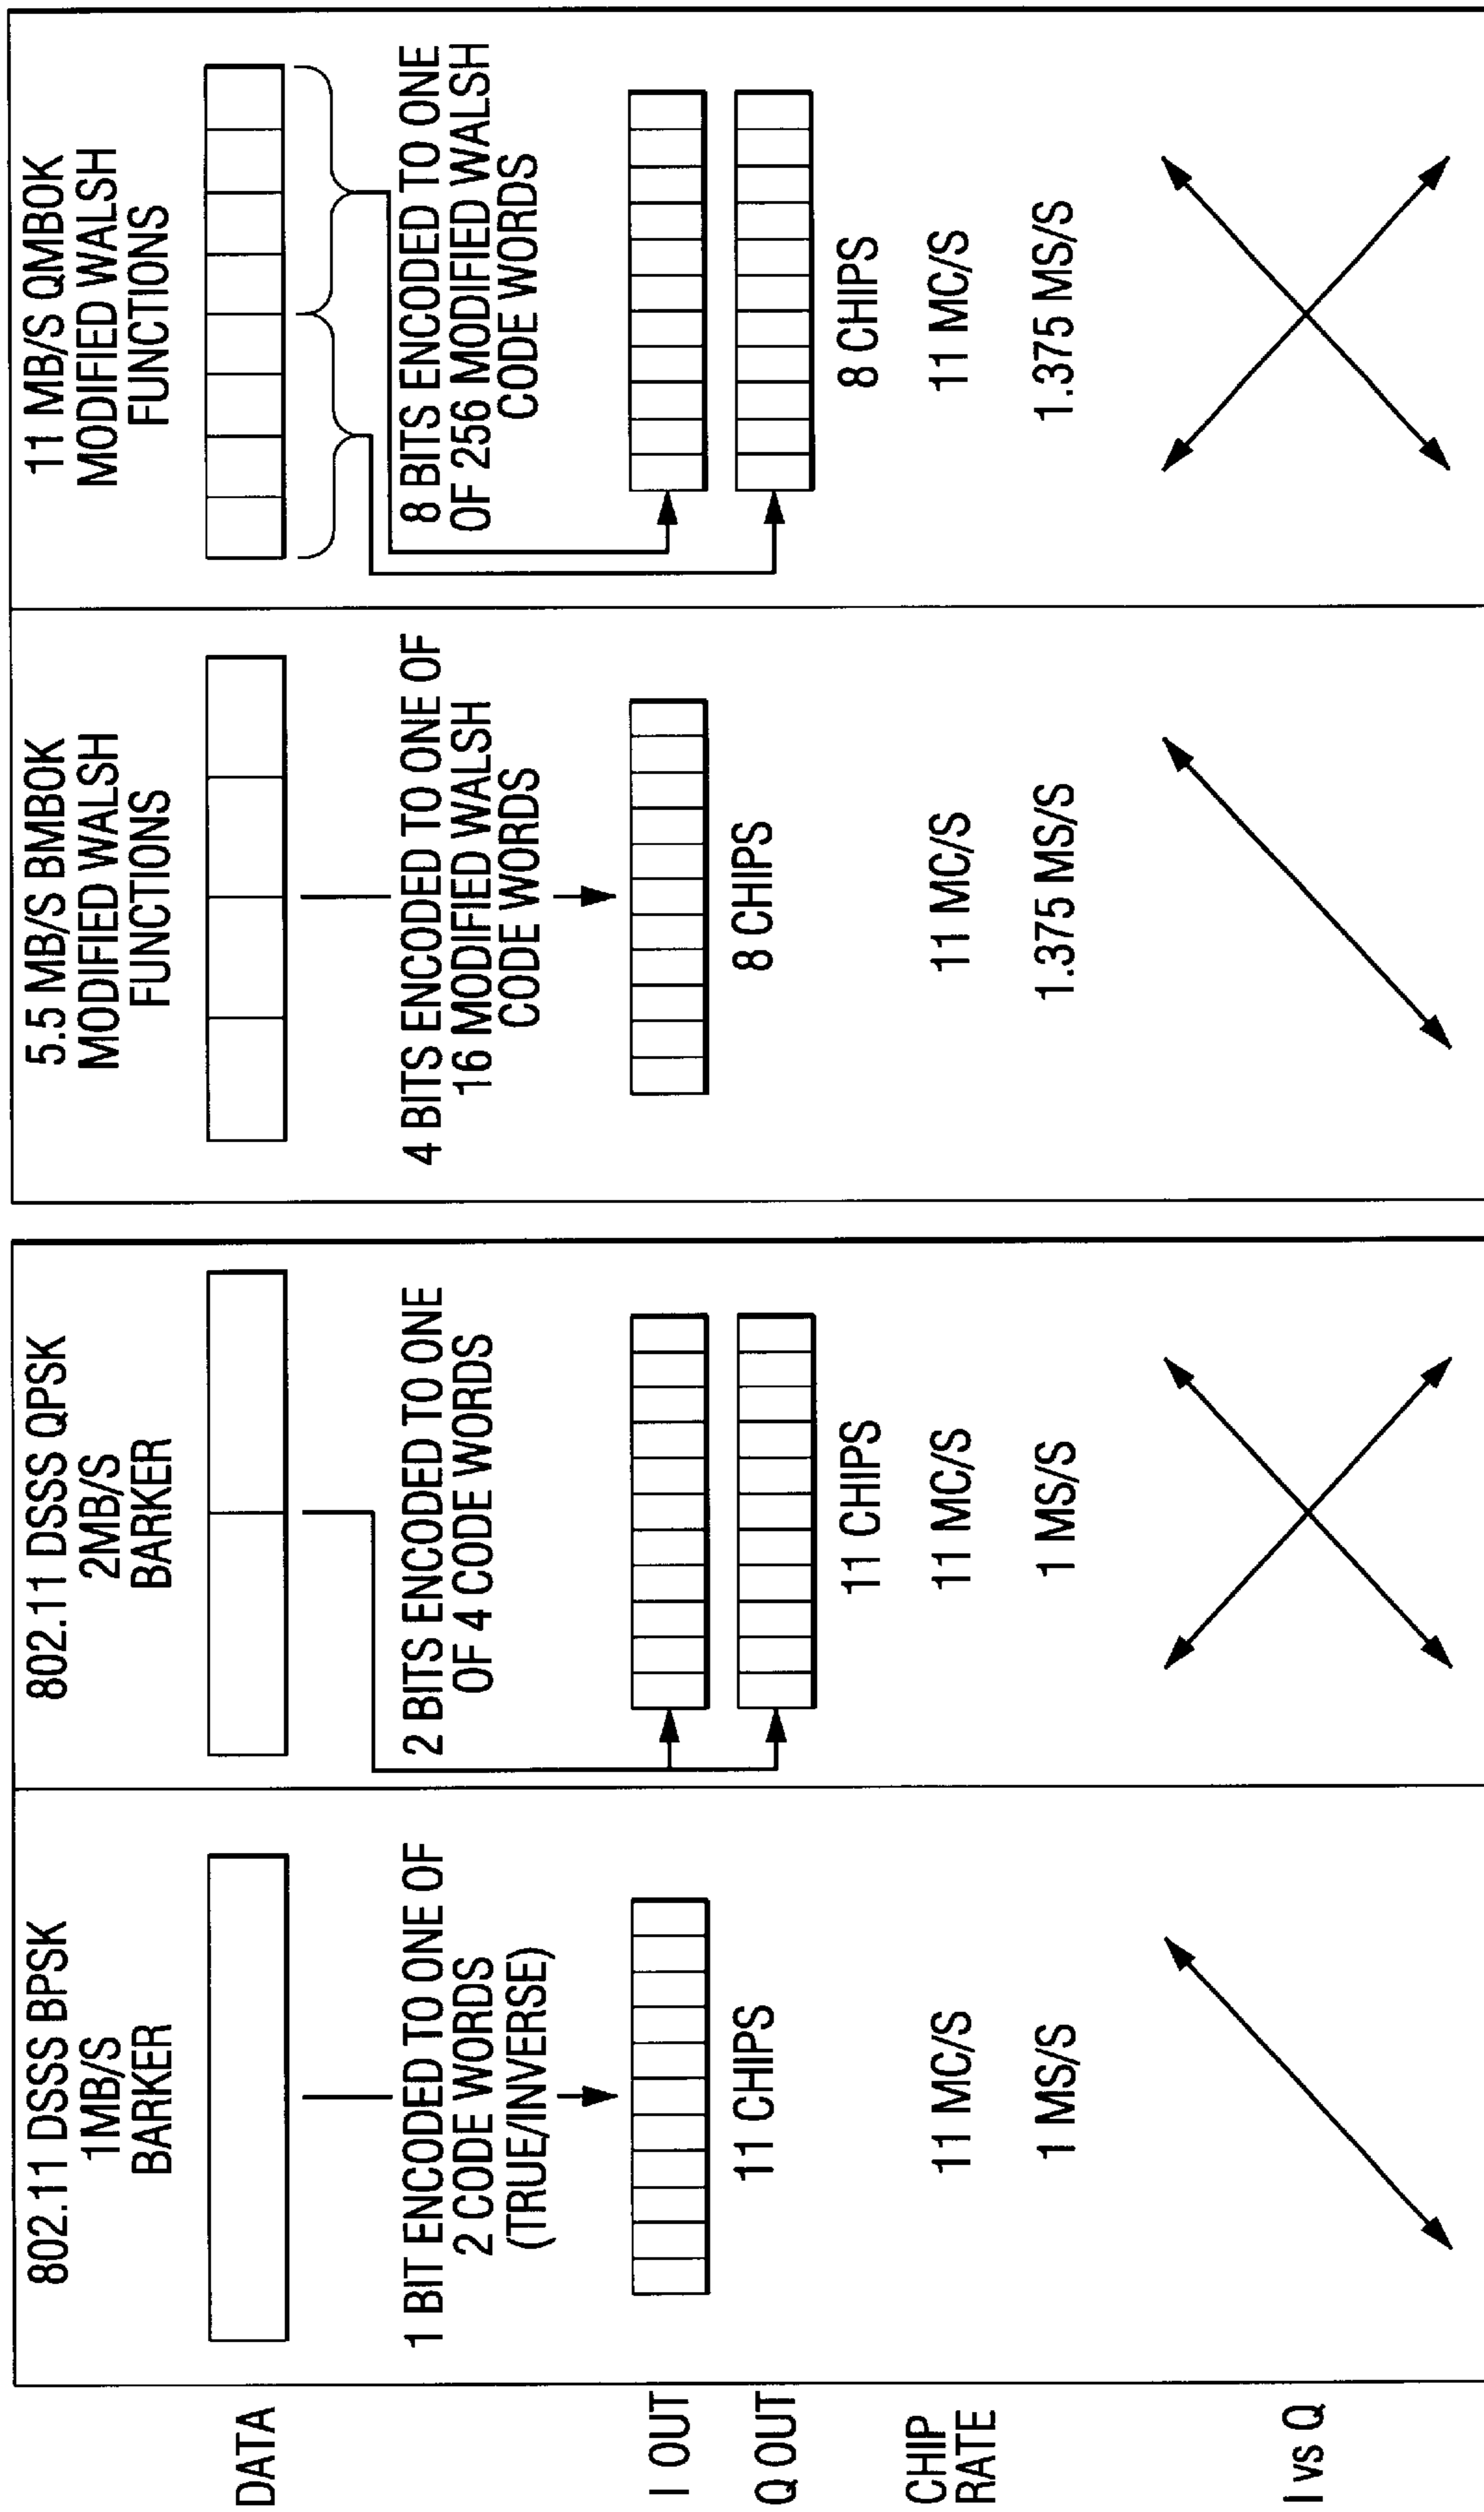 802.11 DSSS BPSK
1MB/S
BARKER
802.11 DSSS QPSK
2MB/S
BARKER
5.5 MB/S BMBOK
MODIFIED WALSH
FUNCTIONS
11 MB/S QMBOK
MODIFIED WALSH
FUNCTIONS
DATA
1 BIT ENCODED TO ONE OF
2 CODE WORDS
(TRUE/INVERSE)
2 BITS ENCODED TO ONE
OF 4 CODE WORDS
4 BITS ENCODED TO ONE OF
16 MODIFIED WALSH
CODE WORDS
8 BITS ENCODED TO ONE
OF 256 MODIFIED WALSH
CODE WORDS
I OUT
Q OUT
11 CHIPS
11 CHIPS
8 CHIPS
8 CHIPS
CHIP
RATE
11 MC/S
11 MC/S
11 MC/S
11 MC/S
1 MS/S
1 MS/S
1.375 MS/S
1.375 MS/S
I vs Q